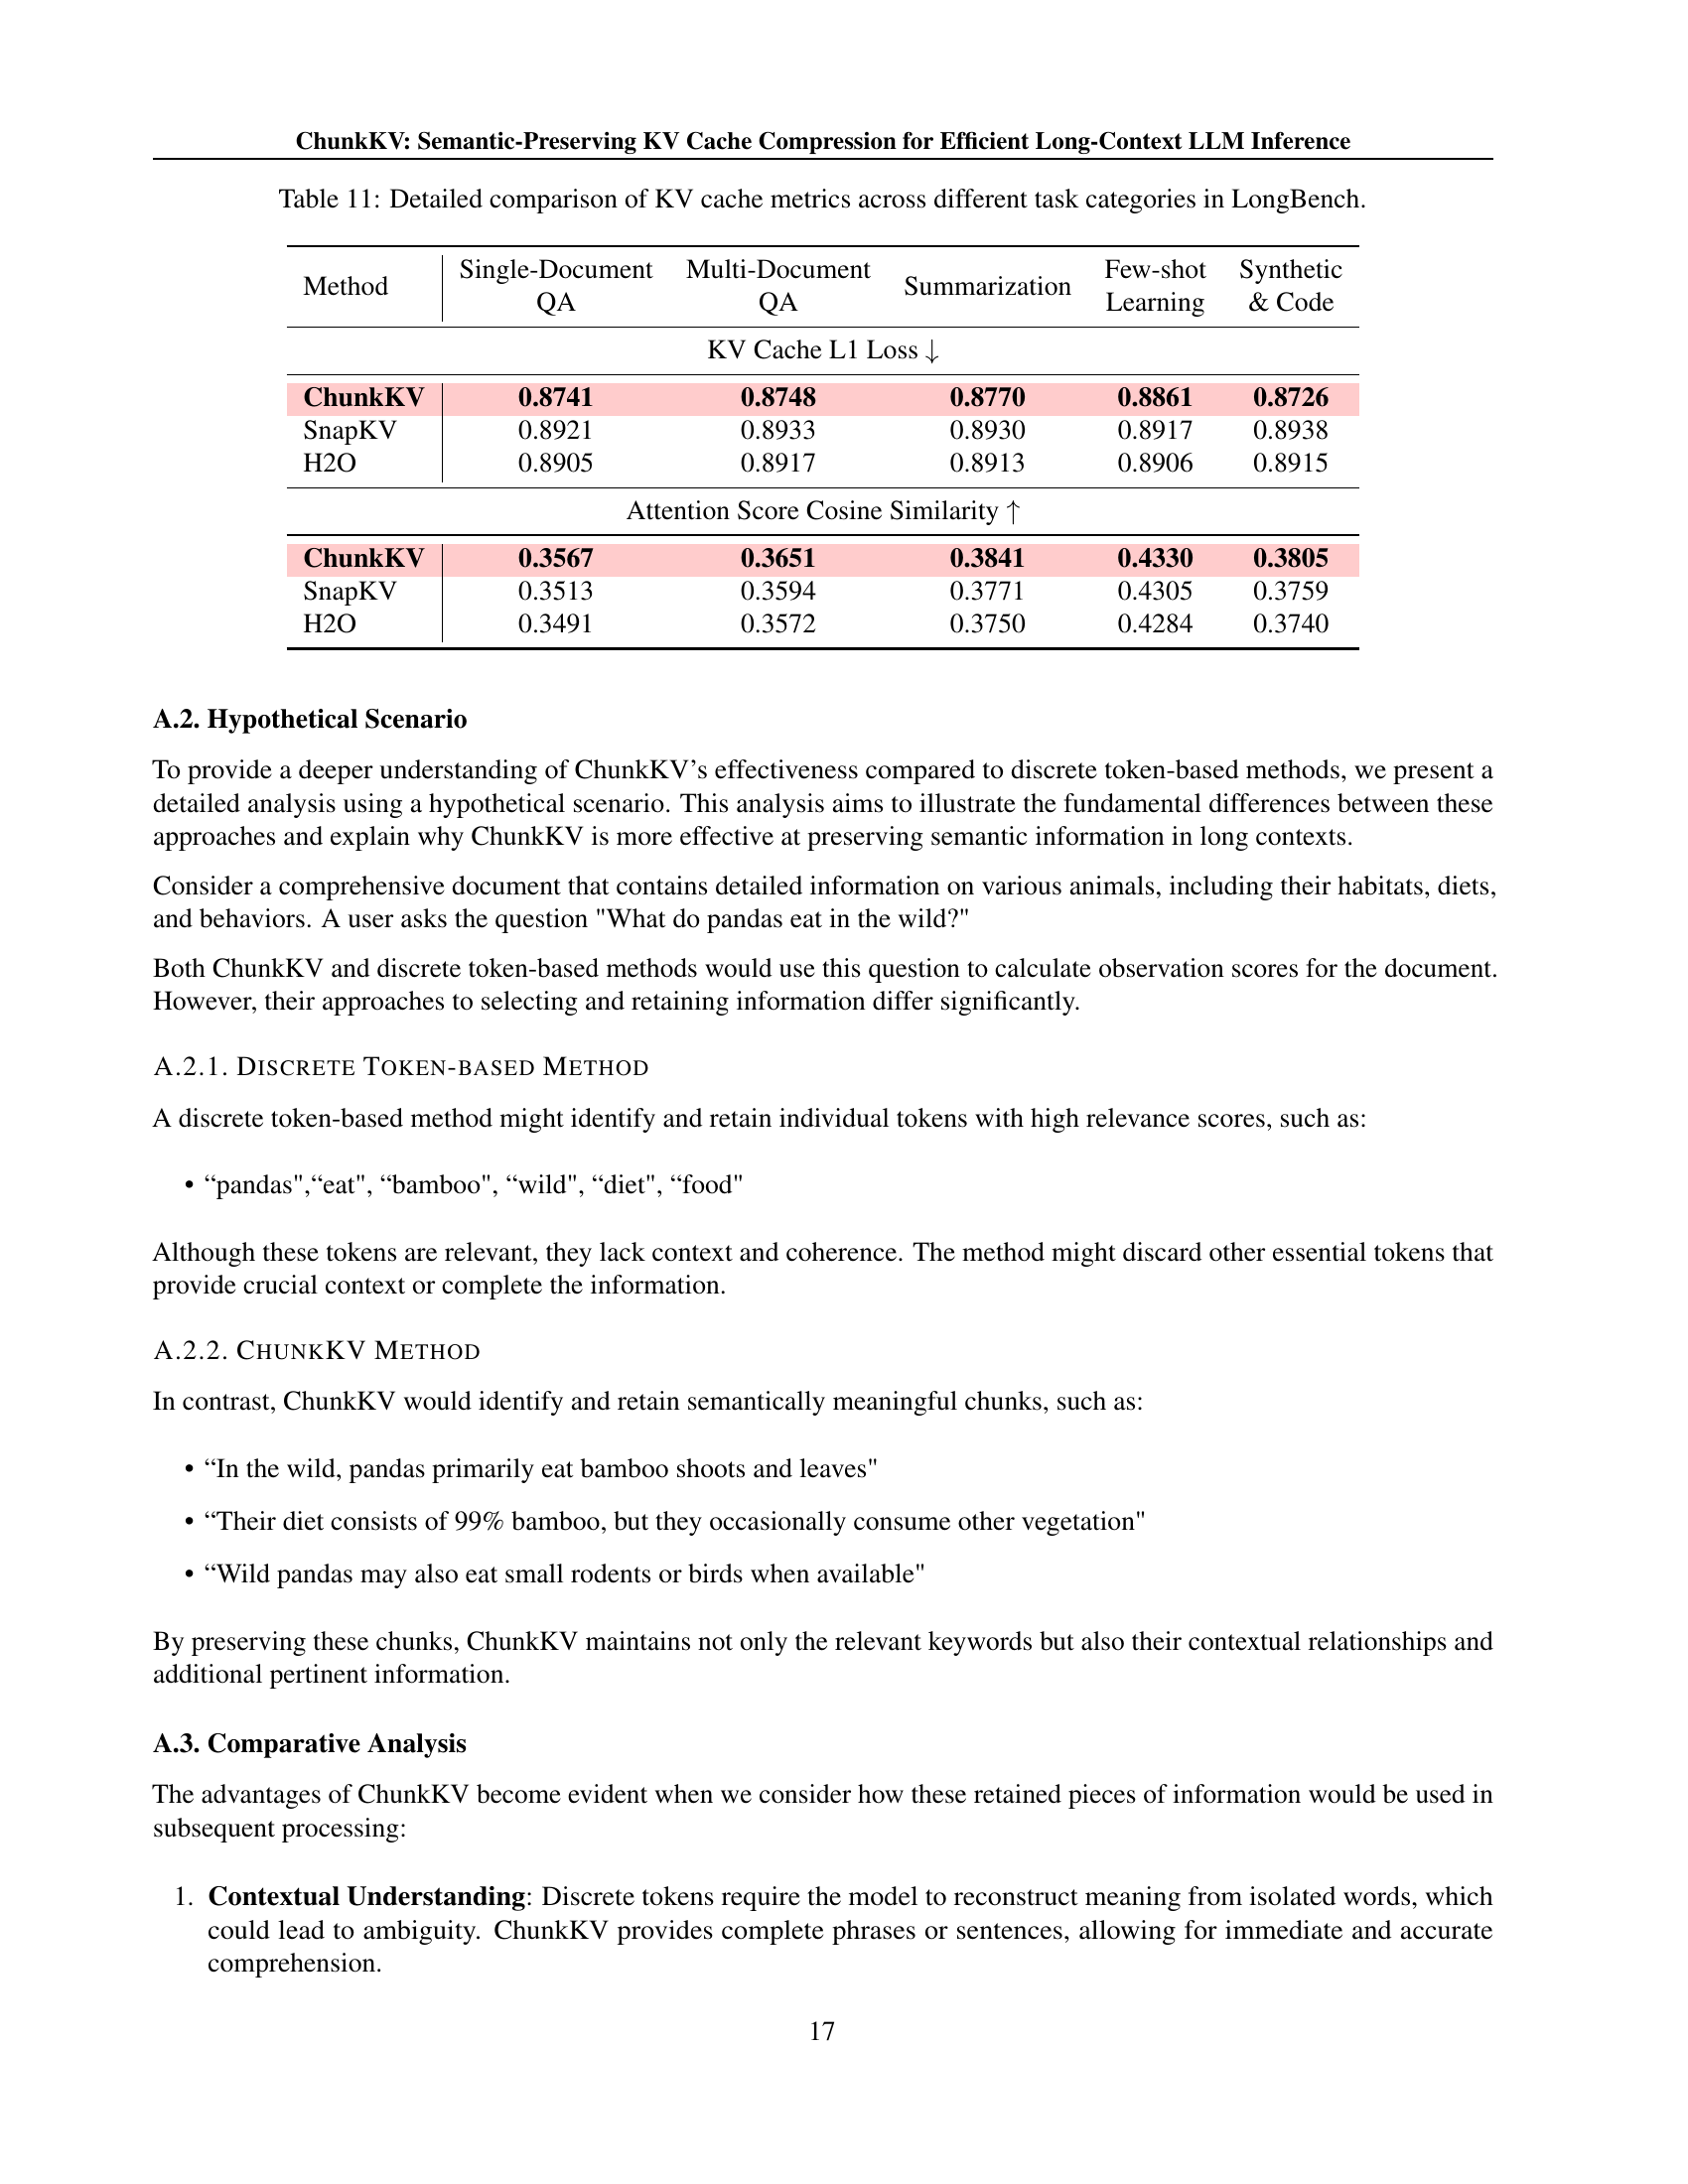 ChunkKV: Semantic-Preserving KV Cache Compression for Efficient Long-Context LLM Inference
Table 11: Detailed comparison of KV cache metrics across different task categories in LongBench.
Method Single-Document QA Multi-Document QA Summarization Few-shot Learning Synthetic & Code
KV Cache L1 Loss ↓
ChunkKV 0.8741 0.8748 0.8770 0.8861 0.8726
SnapKV 0.8921 0.8933 0.8930 0.8917 0.8938
H2O 0.8905 0.8917 0.8913 0.8906 0.8915
Attention Score Cosine Similarity ↑
ChunkKV 0.3567 0.3651 0.3841 0.4330 0.3805
SnapKV 0.3513 0.3594 0.3771 0.4305 0.3759
H2O 0.3491 0.3572 0.3750 0.4284 0.3740
A.2. Hypothetical Scenario
To provide a deeper understanding of ChunkKV's effectiveness compared to discrete token-based methods, we present a
detailed analysis using a hypothetical scenario. This analysis aims to illustrate the fundamental differences between these
approaches and explain why ChunkKV is more effective at preserving semantic information in long contexts.
Consider a comprehensive document that contains detailed information on various animals, including their habitats, diets,
and behaviors. A user asks the question "What do pandas eat in the wild?"
Both ChunkKV and discrete token-based methods would use this question to calculate observation scores for the document.
However, their approaches to selecting and retaining information differ significantly.
A.2.1. DISCRETE TOKEN-BASED METHOD
A discrete token-based method might identify and retain individual tokens with high relevance scores, such as:
• “pandas",“eat", “bamboo", “wild", “diet", “food"
Although these tokens are relevant, they lack context and coherence. The method might discard other essential tokens that
provide crucial context or complete the information.
A.2.2. CHUNKKV METHOD
In contrast, ChunkKV would identify and retain semantically meaningful chunks, such as:
• “In the wild, pandas primarily eat bamboo shoots and leaves"
• “Their diet consists of 99% bamboo, but they occasionally consume other vegetation"
• “Wild pandas may also eat small rodents or birds when available"
By preserving these chunks, ChunkKV maintains not only the relevant keywords but also their contextual relationships and
additional pertinent information.
A.3. Comparative Analysis
The advantages of ChunkKV become evident when we consider how these retained pieces of information would be used in
subsequent processing:
1. Contextual Understanding: Discrete tokens require the model to reconstruct meaning from isolated words, which
could lead to ambiguity. ChunkKV provides complete phrases or sentences, allowing for immediate and accurate
comprehension.
17